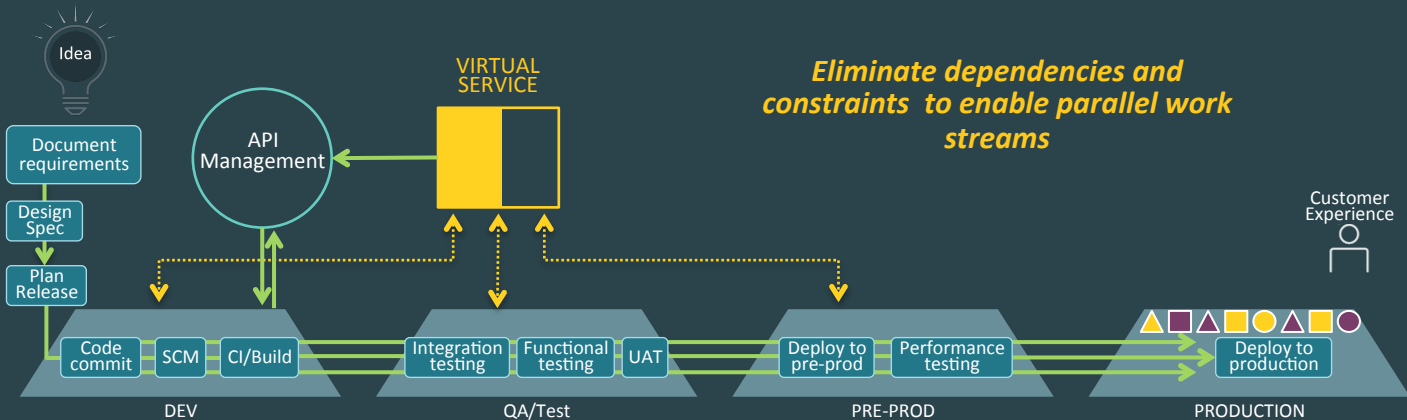 Idea
Document
requirements
Design
Spec
Plan
Release
API
Management
VIRTUAL
SERVICE
Eliminate dependencies and
constraints to enable parallel work
streams
Customer
Experience
Code
commit
SCM
CI/Build
Integration
testing
Functional
testing
UAT
Deploy to
pre-prod
Performance
testing
Deploy to
production
DEV
QA/Test
PRE-PROD
PRODUCTION